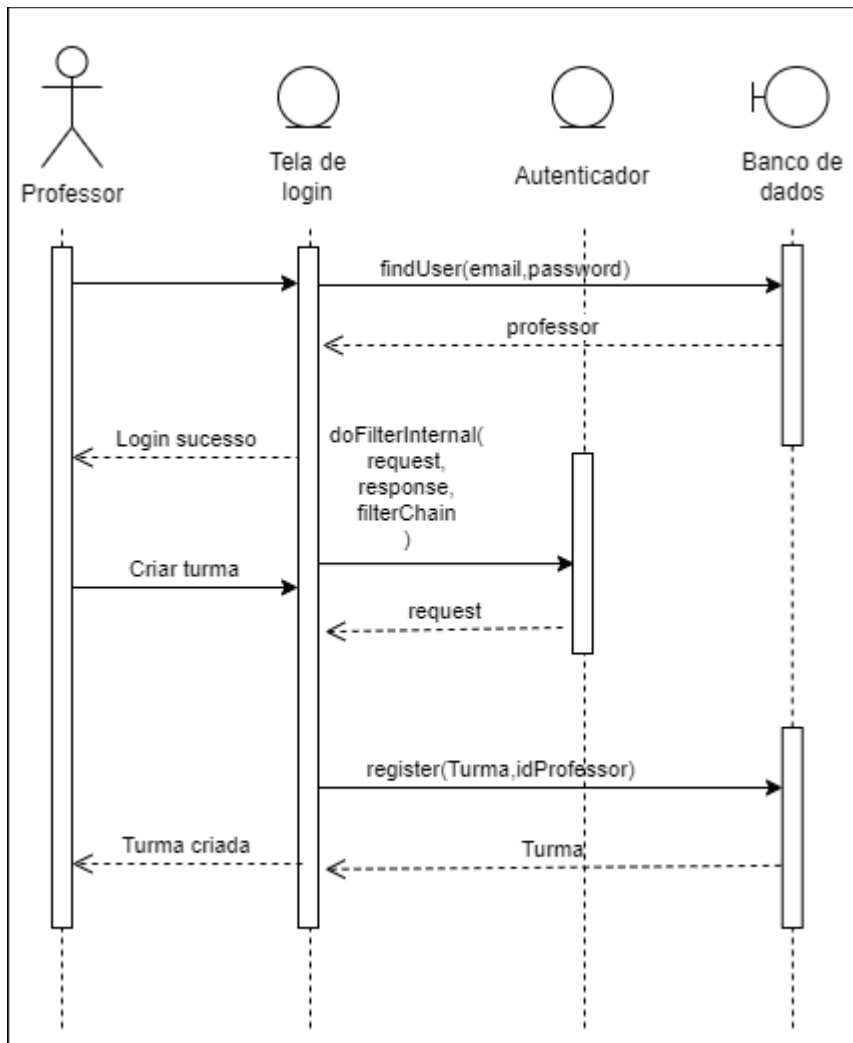 Professor
Tela de
login
Autenticador
Banco de
dados
findUser(email,password)
professor
Login sucesso
doFilterInternal(
request,
response,
filterChain
)
Criar turma
request
register(Turma,idProfessor)
Turma criada
Turma